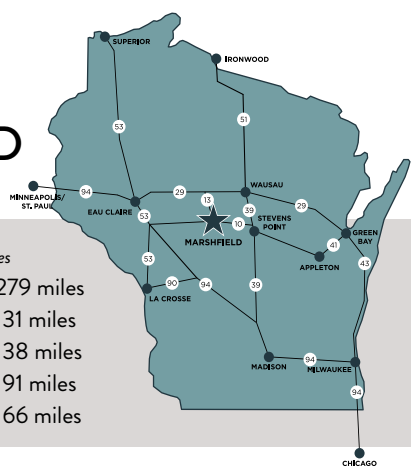 SUPERIOR
IRONWOOD
53
51
D
94
29
13
WAUSAU
MINNEAPOLIS/
ST. PAUL
EAU CLAIRE
53
39
29
10
STEVENS
POINT
GREEN
BAY
MARSHFIELD
41
es
53
APPLETON
43
279 miles
90
94
39
LA CROSSE
31 miles
38 miles
94
MADISON
MILWAUKEE
91 miles
94
66 miles
CHICAGO